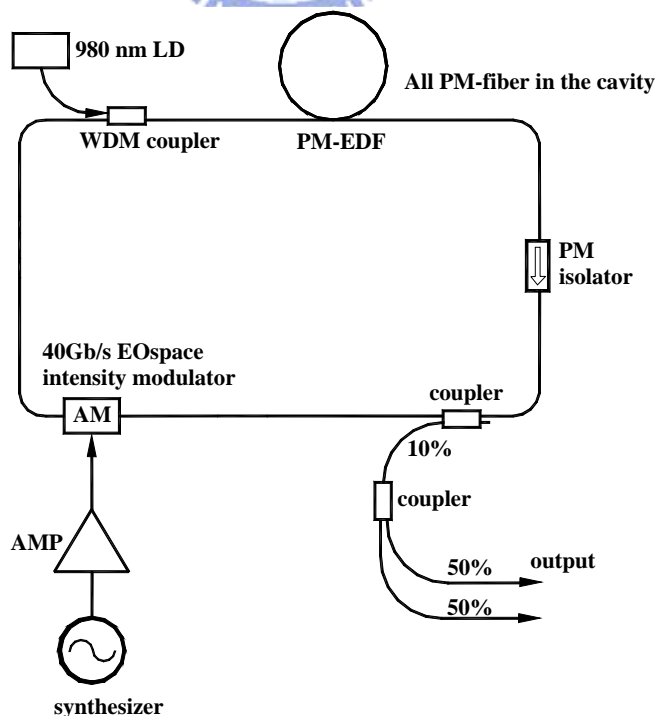 980 nm LD
All PM-fiber in the cavity
WDM coupler
PM-EDF
PM
isolator
40Gb/s EOspace
intensity modulator
AM
coupler
10%
coupler
AMP
50%
output
50%
synthesizer